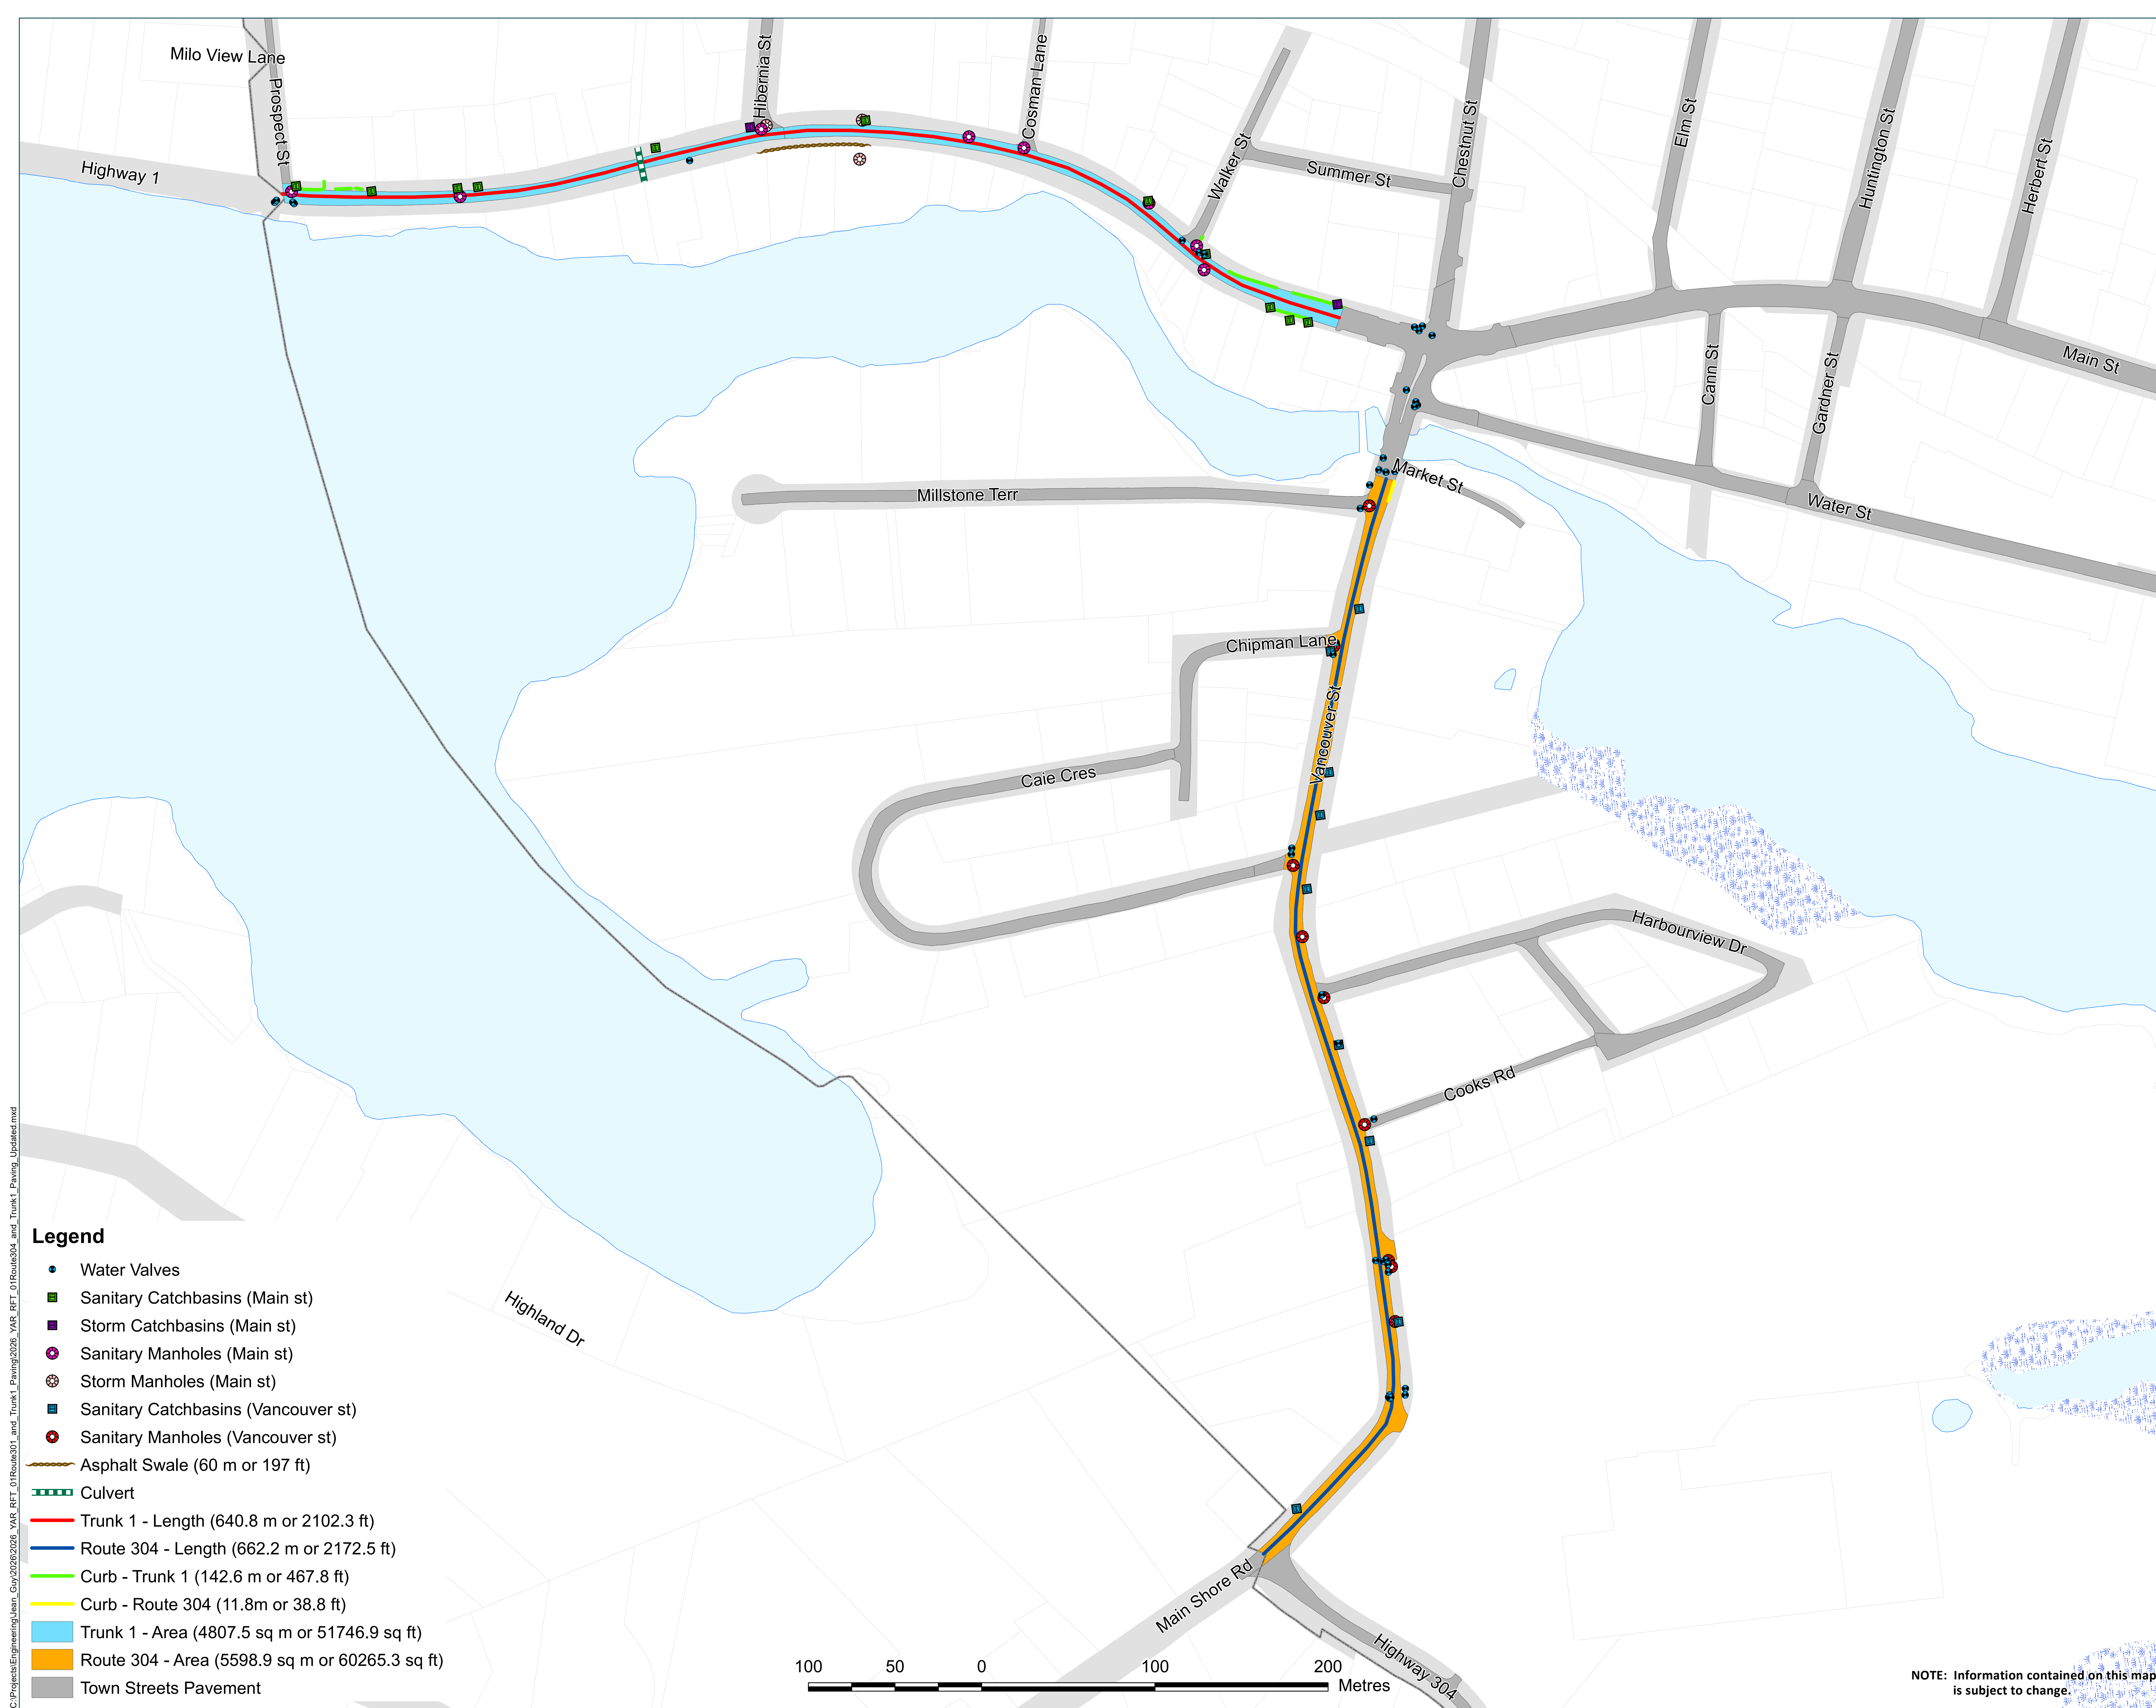 Milo View Lane
Prospect St
Highway 1
Hibernia St
Cosman Lane
Walker St
Summer St
Chestnut St
Elm St
Huntington St
Herbert St
Main St
Cann St
Gardner St
Water St
Market St
Millstone Terr
Chipman Lane
Vancouver St
Caie Cres
Harbourview Dr
Cooks Rd
Highland Dr
Main Shore Rd
Highway 304
Legend
Water Valves
Sanitary Catchbasins (Main st)
Storm Catchbasins (Main st)
Sanitary Manholes (Main st)
Storm Manholes (Main st)
Sanitary Catchbasins (Vancouver st)
Sanitary Manholes (Vancouver st)
Asphalt Swale (60 m or 197 ft)
Culvert
Trunk 1 - Length (640.8 m or 2102.3 ft)
Route 304 - Length (662.2 m or 2172.5 ft)
Curb - Trunk 1 (142.6 m or 467.8 ft)
Curb - Route 304 (11.8m or 38.8 ft)
Trunk 1 - Area (4807.5 sq m or 51746.9 sq ft)
Route 304 - Area (5598.9 sq m or 60265.3 sq ft)
Town Streets Pavement
100 50 0 100 200
Metres
NOTE: Information contained on this map
is subject to change.
C:\Projects\Engineering\Jean_Guy\2026\2026_YAR_RFT_01Route301_and_Trunk1_Paving\2026_YAR_RFT_01Route304_and_Trunk1_Paving_Updated.mxd